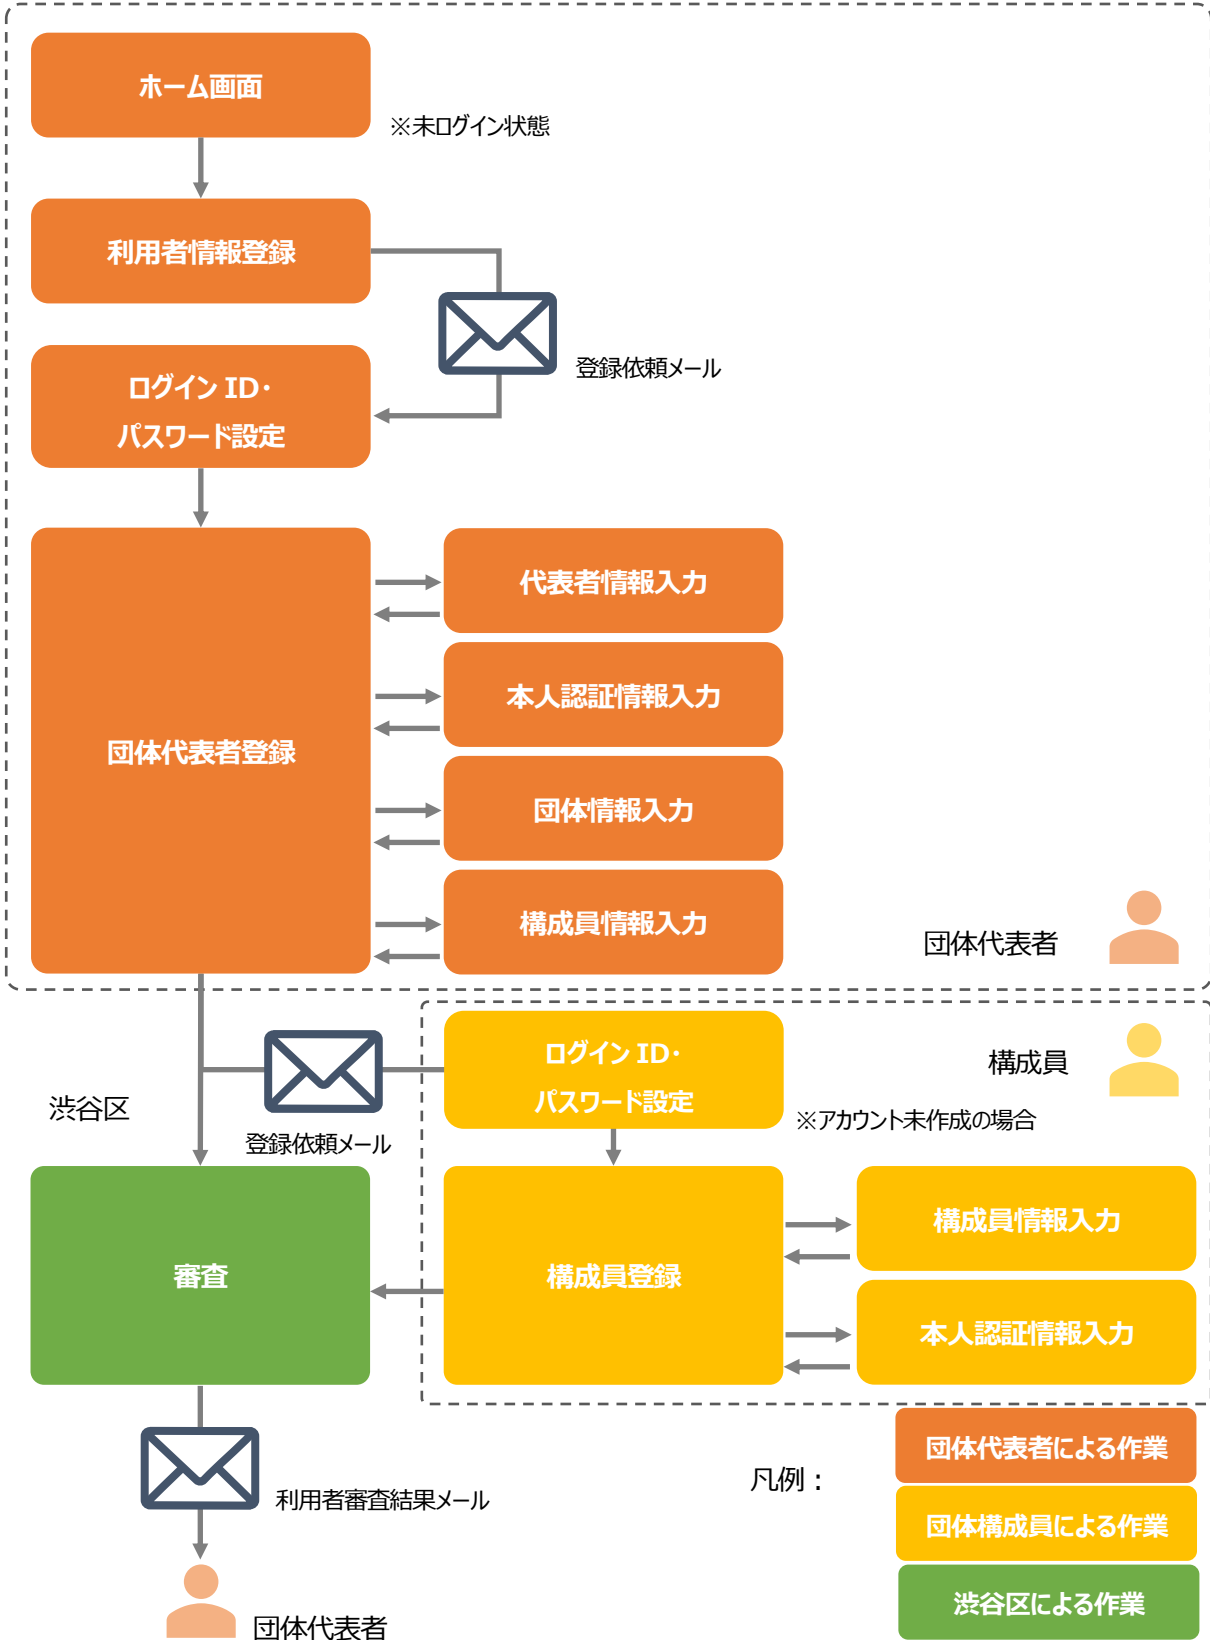 ホーム画面
※未ログイン状態
利用者情報登録
登録依頼メール
ログイン ID・
パスワード設定
団体代表者登録
代表者情報入力
本人認証情報入力
団体情報入力
構成員情報入力
団体代表者
ログイン ID・
パスワード設定
構成員
※アカウント未作成の場合
渋谷区
登録依頼メール
審査
構成員登録
構成員情報入力
本人認証情報入力
利用者審査結果メール
団体代表者
凡例：
団体代表者による作業
団体構成員による作業
渋谷区による作業